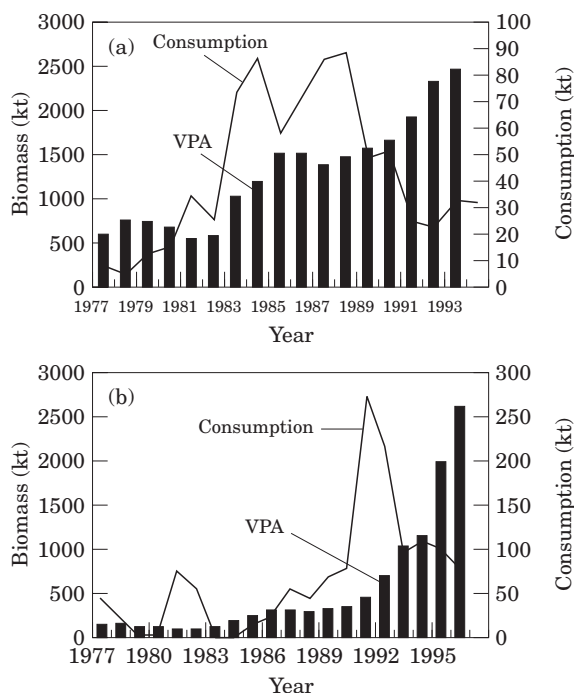 (a)
Consumption
VPA
Biomass (kt)
3000
2500
2000
1500
1000
500
0
Consumption (kt)
100
90
80
70
60
50
40
30
20
10
0
1977 1979 1981 1983 1985 1987 1989 1991 1993
Year
(b)
Consumption
VPA
Biomass (kt)
3000
2500
2000
1500
1000
500
0
Consumption (kt)
300
250
200
150
100
50
0
1977 1980 1983 1986 1989 1992 1995
Year